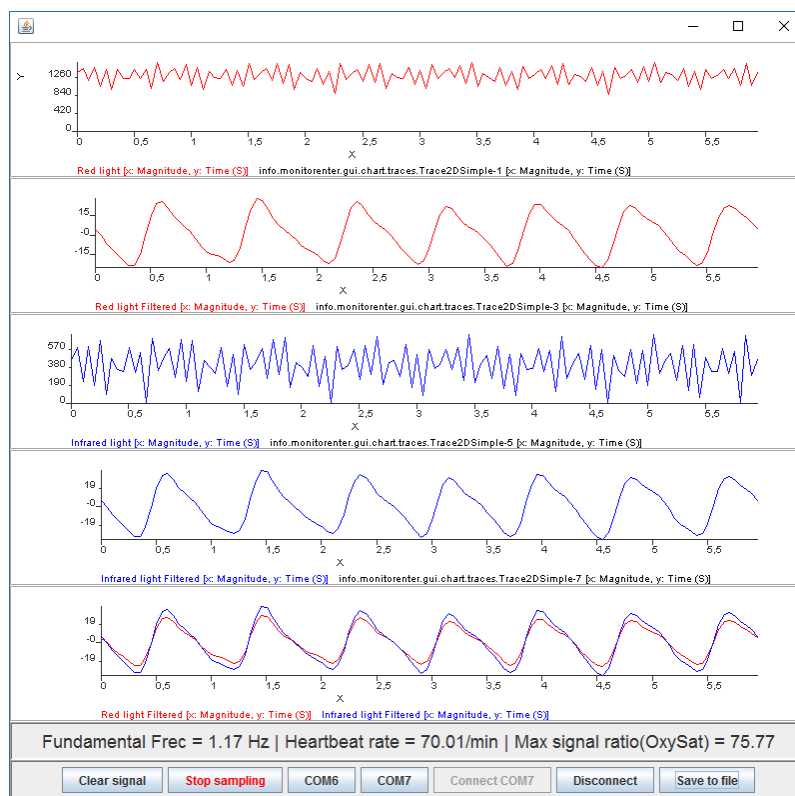 Y
1260
840
420
0
0 0,5 1 1,5 2 2,5 3 3,5 4 4,5 5 5,5
X
Red light [x: Magnitude, y: Time (S)] info.monitorenter.gui.chart.traces.Trace2DSimple-1 [x: Magnitude, y: Time (S)]
15
-0
-15
0 0,5 1 1,5 2 2,5 3 3,5 4 4,5 5 5,5
X
Red light Filtered [x: Magnitude, y: Time (S)] info.monitorenter.gui.chart.traces.Trace2DSimple-3 [x: Magnitude, y: Time (S)]
570
380
190
0
0 0,5 1 1,5 2 2,5 3 3,5 4 4,5 5 5,5
X
Infrared light [x: Magnitude, y: Time (S)] info.monitorenter.gui.chart.traces.Trace2DSimple-5 [x: Magnitude, y: Time (S)]
19
-0
-19
0 0,5 1 1,5 2 2,5 3 3,5 4 4,5 5 5,5
X
Infrared light Filtered [x: Magnitude, y: Time (S)] info.monitorenter.gui.chart.traces.Trace2DSimple-7 [x: Magnitude, y: Time (S)]
19
-0
-19
0 0,5 1 1,5 2 2,5 3 3,5 4 4,5 5 5,5
X
Red light Filtered [x: Magnitude, y: Time (S)] Infrared light Filtered [x: Magnitude, y: Time (S)]
Fundamental Frec = 1.17 Hz | Heartbeat rate = 70.01/min | Max signal ratio(OxySat) = 75.77
Clear signal Stop sampling COM6 COM7 Connect COM7 Disconnect Save to file